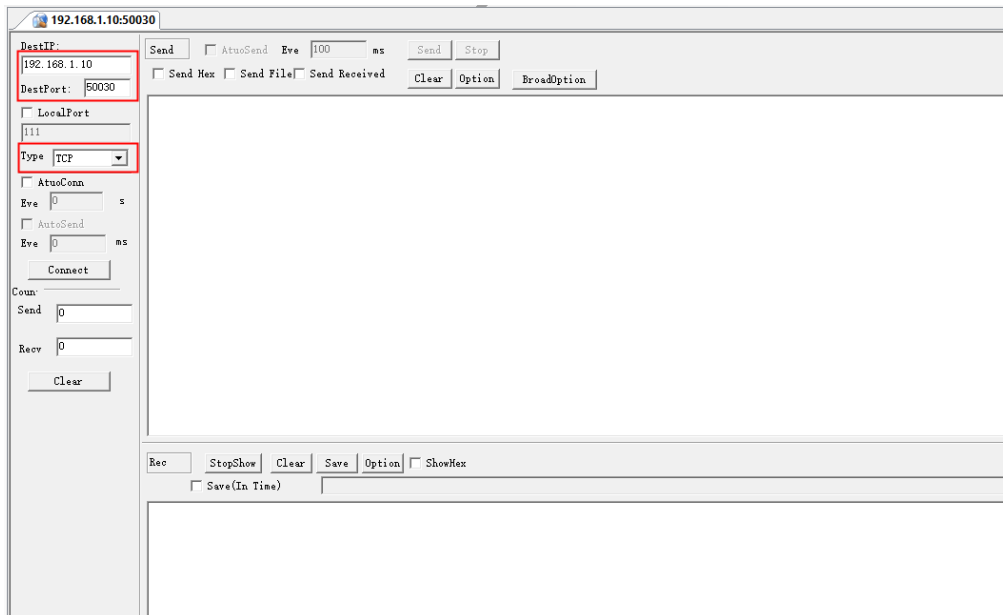 192.168.1.10:50030
DestIP:
192.168.1.10
DestPort: 50030
LocalPort
111
Type TCP
AtuoConn
Eve 0 s
AutoSend
Eve 0 ms
Connect
Coun
Send 0
Recv 0
Clear
Send AtuoSend Eve 100 ms Send Stop
Send Hex Send File Send Received Clear Option BroadOption
Rec StopShow Clear Save Option ShowHex
Save(In Time)